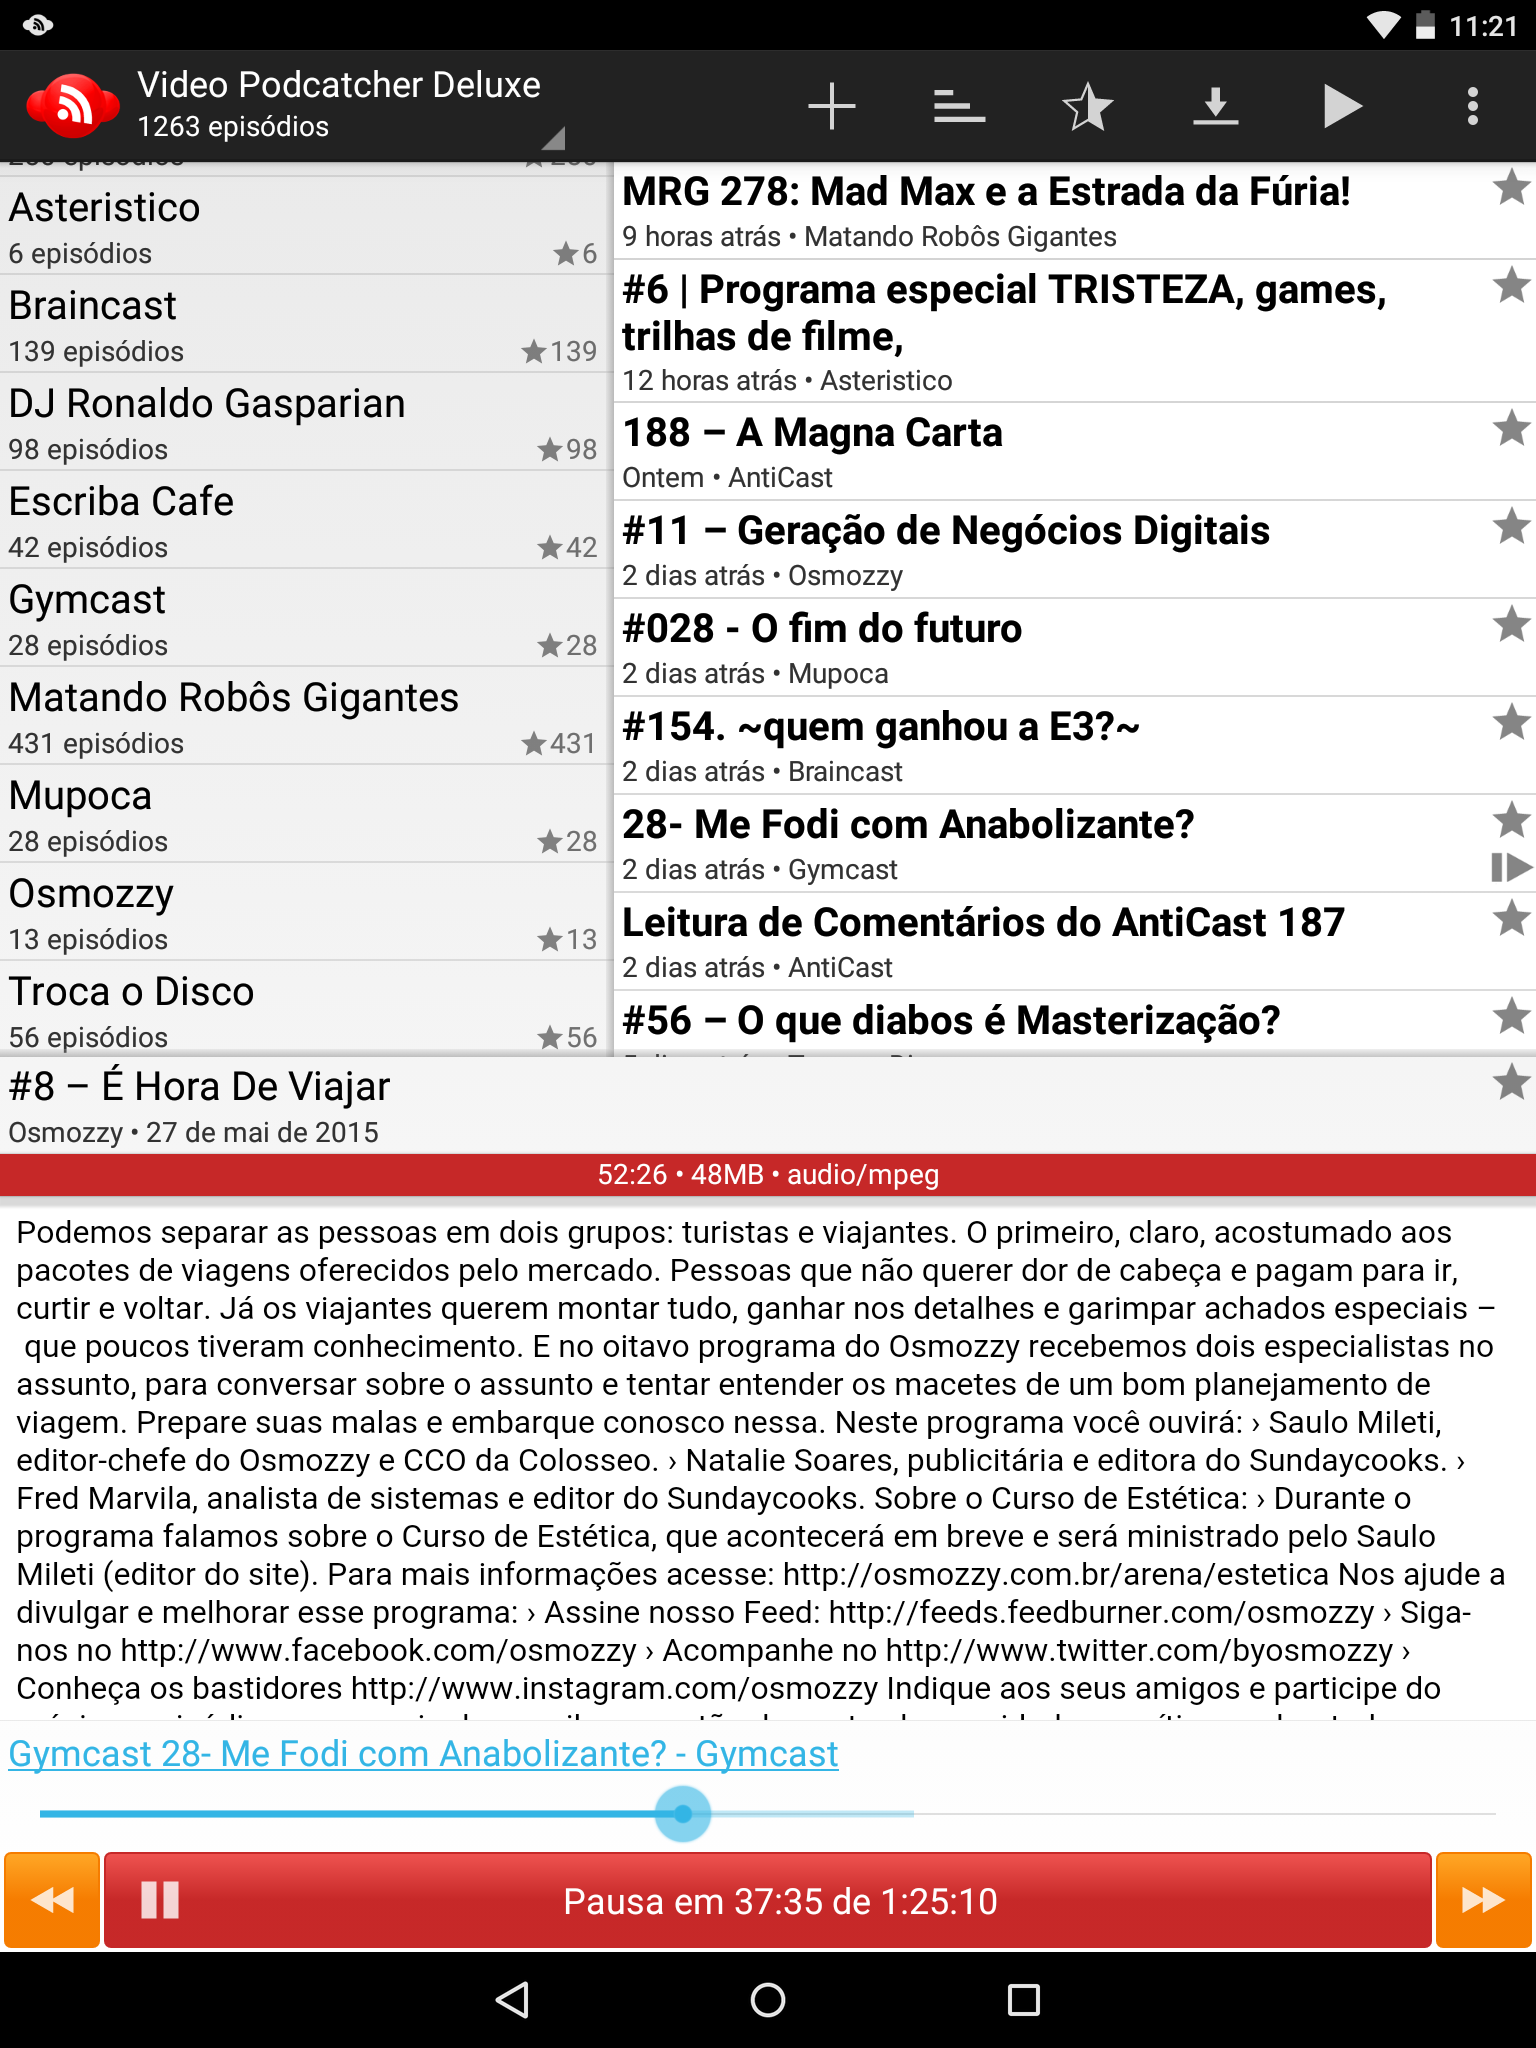 11:21
Video Podcatcher Deluxe
1263 episódios
Asteristico
6 episódios
6
Braincast
139 episódios
139
DJ Ronaldo Gasparian
98 episódios
98
Escriba Cafe
42 episódios
42
Gymcast
28 episódios
28
Matando Robôs Gigantes
431 episódios
431
Mupoca
28 episódios
28
Osmozzy
13 episódios
13
Troca o Disco
56 episódios
56
MRG 278: Mad Max e a Estrada da Fúria!
9 horas atrás • Matando Robôs Gigantes
#6 | Programa especial TRISTEZA, games,
trilhas de filme,
12 horas atrás • Asteristico
188 – A Magna Carta
Ontem • AntiCast
#11 – Geração de Negócios Digitais
2 dias atrás • Osmozzy
#028 - O fim do futuro
2 dias atrás • Mupoca
#154. ~quem ganhou a E3?~
2 dias atrás • Braincast
28- Me Fodi com Anabolizante?
2 dias atrás • Gymcast
Leitura de Comentários do AntiCast 187
2 dias atrás • AntiCast
#56 – O que diabos é Masterização?
#8 – É Hora De Viajar
Osmozzy • 27 de mai de 2015
52:26 • 48MB • audio/mpeg
Podemos separar as pessoas em dois grupos: turistas e viajantes. O primeiro, claro, acostumado aos
pacotes de viagens oferecidos pelo mercado. Pessoas que não querer dor de cabeça e pagam para ir,
curtir e voltar. Já os viajantes querem montar tudo, ganhar nos detalhes e garimpar achados especiais –
que poucos tiveram conhecimento. E no oitavo programa do Osmozzy recebemos dois especialistas no
assunto, para conversar sobre o assunto e tentar entender os macetes de um bom planejamento de
viagem. Prepare suas malas e embarque conosco nessa. Neste programa você ouvirá: › Saulo Mileti,
editor-chefe do Osmozzy e CCO da Colosseo. › Natalie Soares, publicitária e editora do Sundaycooks. ›
Fred Marvila, analista de sistemas e editor do Sundaycooks. Sobre o Curso de Estética: › Durante o
programa falamos sobre o Curso de Estética, que acontecerá em breve e será ministrado pelo Saulo
Mileti (editor do site). Para mais informações acesse: http://osmozzy.com.br/arena/estetica Nos ajude a
divulgar e melhorar esse programa: › Assine nosso Feed: http://feeds.feedburner.com/osmozzy › Siga-
nos no http://www.facebook.com/osmozzy › Acompanhe no http://www.twitter.com/byosmozzy ›
Conheça os bastidores http://www.instagram.com/osmozzy Indique aos seus amigos e participe do
Gymcast 28- Me Fodi com Anabolizante? - Gymcast
Pausa em 37:35 de 1:25:10